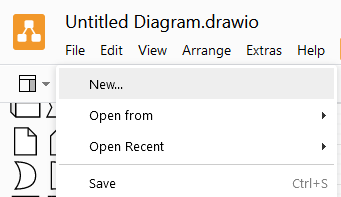 Untitled Diagram.drawio
File Edit View Arrange Extras Help
New...
Open from
Open Recent
Save Ctrl+S